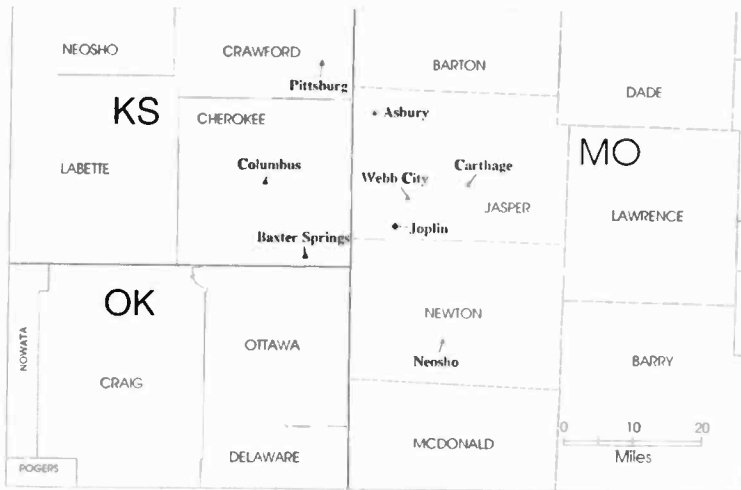 NEOSHO
CRAWFORD
BARTON
Pittsburg
DADE
KS
CHEROKEE
Asbury
MO
LABETTE
Columbus
Webb City
Carthage
JASPER
LAWRENCE
Baxter Springs
Joplin
OK
NOWATA
OTTAWA
NEWTON
Neosho
BARRY
CRAIG
0 10 20
Miles
MCDONALD
DELAWARE
POGERS